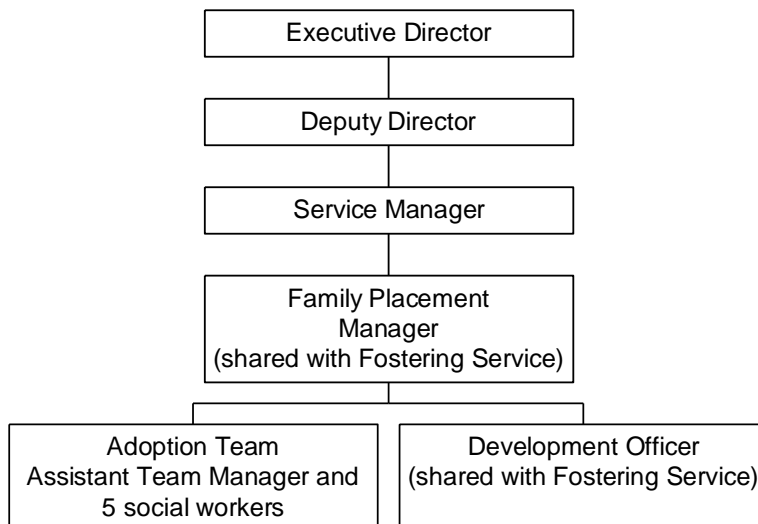 Executive Director
Deputy Director
Service Manager
Family Placement
Manager
(shared with Fostering Service)
Adoption Team
Assistant Team Manager and
5 social workers
Development Officer
(shared with Fostering Service)